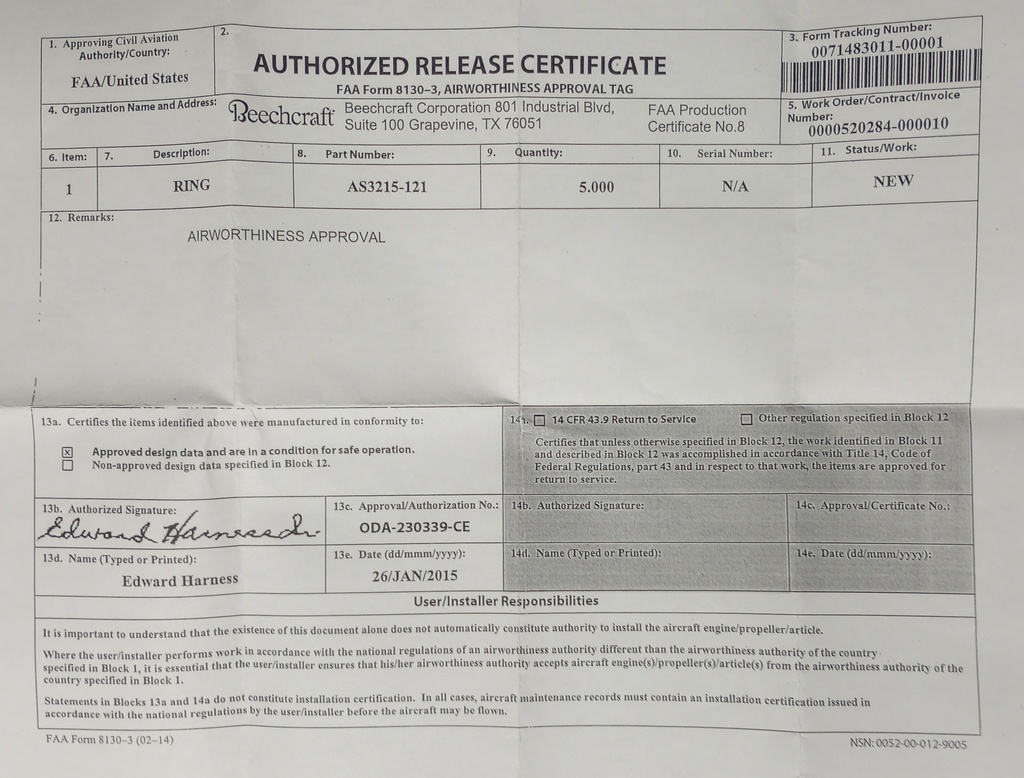 1. Approving Civil Aviation
Authority/Country:
FAA/United States
2.
AUTHORIZED RELEASE CERTIFICATE
FAA Form 8130–3, AIRWORTHINESS APPROVAL TAG
3. Form Tracking Number:
0071483011-00001
4. Organization Name and Address:
Beechcraft
Beechcraft Corporation 801 Industrial Blvd,
Suite 100 Grapevine, TX 76051
FAA Production
Certificate No.8
5. Work Order/Contract/Invoice
Number:
0000520284-000010
6. Item:
7. Description:
8. Part Number:
9. Quantity:
10. Serial Number:
11. Status/Work:
1
RING
AS3215-121
5.000
N/A
NEW
12. Remarks:
AIRWORTHINESS APPROVAL
13a. Certifies the items identified above were manufactured in conformity to:
Approved design data and are in a condition for safe operation.
Non-approved design data specified in Block 12.
14a. 14 CFR 43.9 Return to Service
Other regulation specified in Block 12
Certifies that unless otherwise specified in Block 12, the work identified in Block 11
and described in Block 12 was accomplished in accordance with Title 14, Code of
Federal Regulations, part 43 and in respect to that work, the items are approved for
return to service.
13b. Authorized Signature:
Edward Harness
13c. Approval/Authorization No.:
ODA-230339-CE
14b. Authorized Signature:
14c. Approval/Certificate No.:
13d. Name (Typed or Printed):
Edward Harness
13e. Date (dd/mmm/yyyy):
26/JAN/2015
14d. Name (Typed or Printed):
14e. Date (dd/mmm/yyyy):
User/Installer Responsibilities
It is important to understand that the existence of this document alone does not automatically constitute authority to install the aircraft engine/propeller/article.
Where the user/installer performs work in accordance with the national regulations of an airworthiness authority different than the airworthiness authority of the country
specified in Block 1, it is essential that the user/installer ensures that his/her airworthiness authority accepts aircraft engine(s)/propeller(s)/article(s) from the airworthiness authority of the
country specified in Block 1.
Statements in Blocks 13a and 14a do not constitute installation certification. In all cases, aircraft maintenance records must contain an installation certification issued in
accordance with the national regulations by the user/installer before the aircraft may be flown.
FAA Form 8130–3 (02-14)
NSN: 0052-00-012-9005